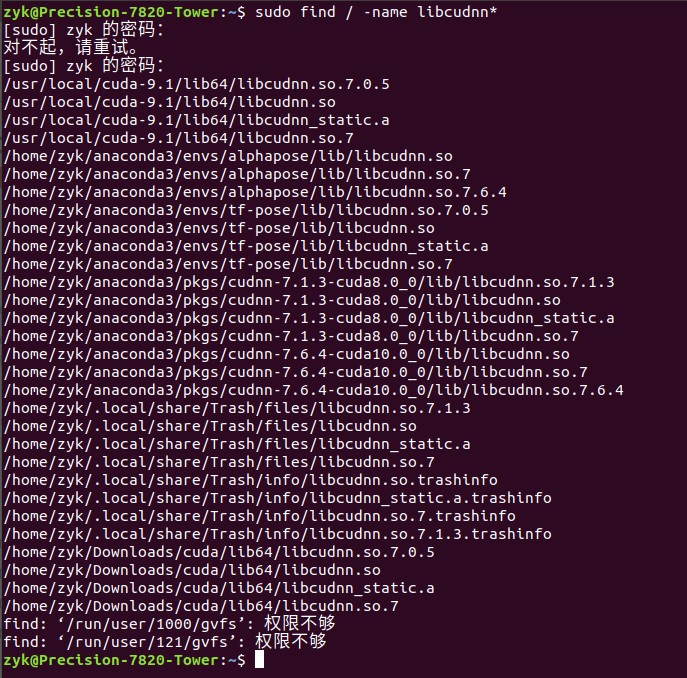 zyk@Precision-7820-Tower:~$ sudo find / -name libcudnn*
[sudo] zyk 的密码：
对不起，请重试。
[sudo] zyk 的密码：
/usr/local/cuda-9.1/lib64/libcudnn.so.7.0.5
/usr/local/cuda-9.1/lib64/libcudnn.so
/usr/local/cuda-9.1/lib64/libcudnn_static.a
/usr/local/cuda-9.1/lib64/libcudnn.so.7
/home/zyk/anaconda3/envs/alphapose/lib/libcudnn.so
/home/zyk/anaconda3/envs/alphapose/lib/libcudnn.so.7
/home/zyk/anaconda3/envs/alphapose/lib/libcudnn.so.7.6.4
/home/zyk/anaconda3/envs/tf-pose/lib/libcudnn.so.7.0.5
/home/zyk/anaconda3/envs/tf-pose/lib/libcudnn.so
/home/zyk/anaconda3/envs/tf-pose/lib/libcudnn_static.a
/home/zyk/anaconda3/envs/tf-pose/lib/libcudnn.so.7
/home/zyk/anaconda3/pkgs/cudnn-7.1.3-cuda8.0_0/lib/libcudnn.so.7.1.3
/home/zyk/anaconda3/pkgs/cudnn-7.1.3-cuda8.0_0/lib/libcudnn.so
/home/zyk/anaconda3/pkgs/cudnn-7.1.3-cuda8.0_0/lib/libcudnn_static.a
/home/zyk/anaconda3/pkgs/cudnn-7.1.3-cuda8.0_0/lib/libcudnn.so.7
/home/zyk/anaconda3/pkgs/cudnn-7.6.4-cuda10.0_0/lib/libcudnn.so
/home/zyk/anaconda3/pkgs/cudnn-7.6.4-cuda10.0_0/lib/libcudnn.so.7
/home/zyk/anaconda3/pkgs/cudnn-7.6.4-cuda10.0_0/lib/libcudnn.so.7.6.4
/home/zyk/.local/share/Trash/files/libcudnn.so.7.1.3
/home/zyk/.local/share/Trash/files/libcudnn.so
/home/zyk/.local/share/Trash/files/libcudnn_static.a
/home/zyk/.local/share/Trash/files/libcudnn.so.7
/home/zyk/.local/share/Trash/info/libcudnn.so.trashinfo
/home/zyk/.local/share/Trash/info/libcudnn_static.a.trashinfo
/home/zyk/.local/share/Trash/info/libcudnn.so.7.trashinfo
/home/zyk/.local/share/Trash/info/libcudnn.so.7.1.3.trashinfo
/home/zyk/Downloads/cuda/lib64/libcudnn.so.7.0.5
/home/zyk/Downloads/cuda/lib64/libcudnn.so
/home/zyk/Downloads/cuda/lib64/libcudnn_static.a
/home/zyk/Downloads/cuda/lib64/libcudnn.so.7
find: ‘/run/user/1000/gvfs’: 权限不够
find: ‘/run/user/121/gvfs’: 权限不够
zyk@Precision-7820-Tower:~$